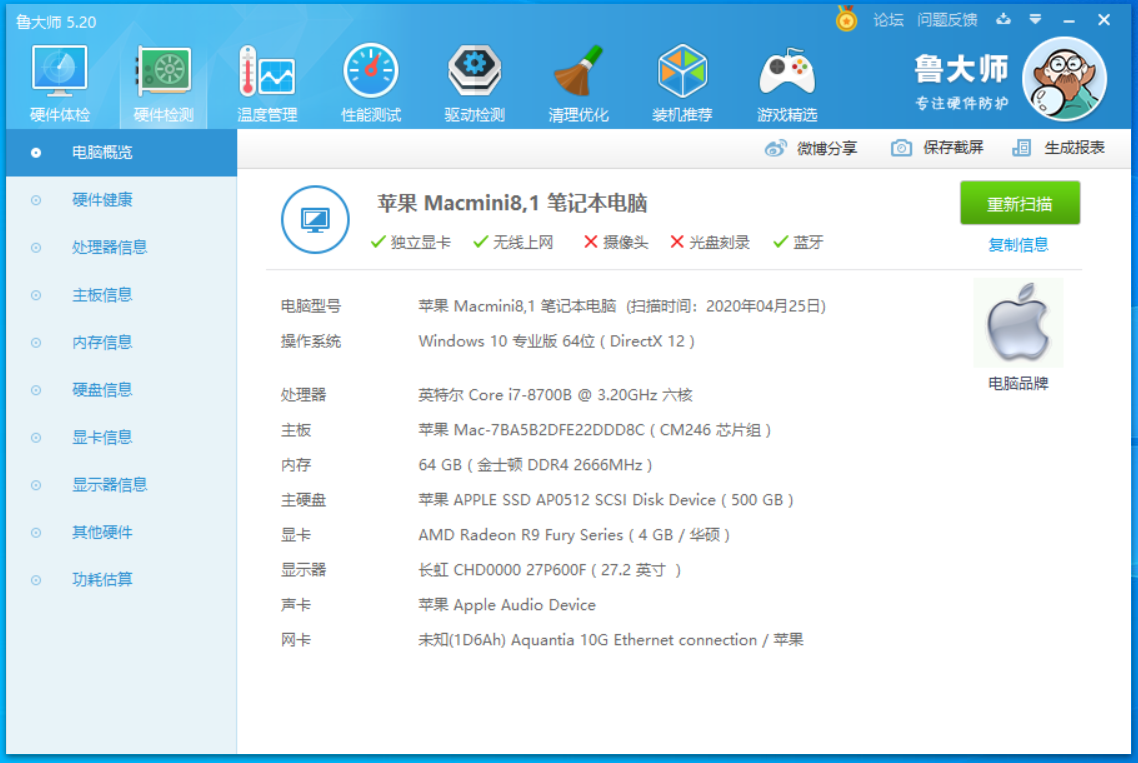 鲁大师 5.20
论坛 问题反馈
硬件体检 硬件检测 温度管理 性能测试 驱动检测 清理优化 装机推荐 游戏精选
鲁大师
专注硬件防护
微博分享 保存截屏 生成报表
电脑概览
硬件健康
处理器信息
主板信息
内存信息
硬盘信息
显卡信息
显示器信息
其他硬件
功耗估算
苹果 Macmini8,1 笔记本电脑
独立显卡 无线上网 摄像头 光盘刻录 蓝牙
重新扫描
复制信息
电脑型号 苹果 Macmini8,1 笔记本电脑 (扫描时间：2020年04月25日)
操作系统 Windows 10 专业版 64位 ( DirectX 12 )
处理器 英特尔 Core i7-8700B @ 3.20GHz 六核
主板 苹果 Mac-7BA5B2DFE22DDD8C ( CM246 芯片组 )
内存 64 GB ( 金士顿 DDR4 2666MHz )
主硬盘 苹果 APPLE SSD AP0512 SCSI Disk Device ( 500 GB )
显卡 AMD Radeon R9 Fury Series ( 4 GB / 华硕 )
显示器 长虹 CHD0000 27P600F ( 27.2 英寸 )
声卡 苹果 Apple Audio Device
网卡 未知(1D6Ah) Aquantia 10G Ethernet connection / 苹果
电脑品牌